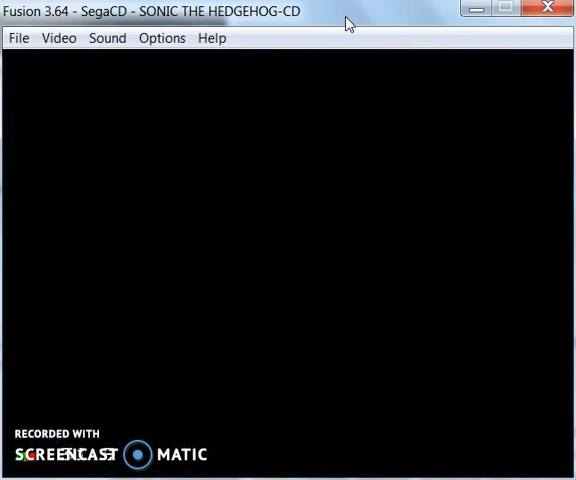 Fusion 3.64 - SegaCD - SONIC THE HEDGEHOG-CD
File Video Sound Options Help
RECORDED WITH
SCREENCAST MATIC